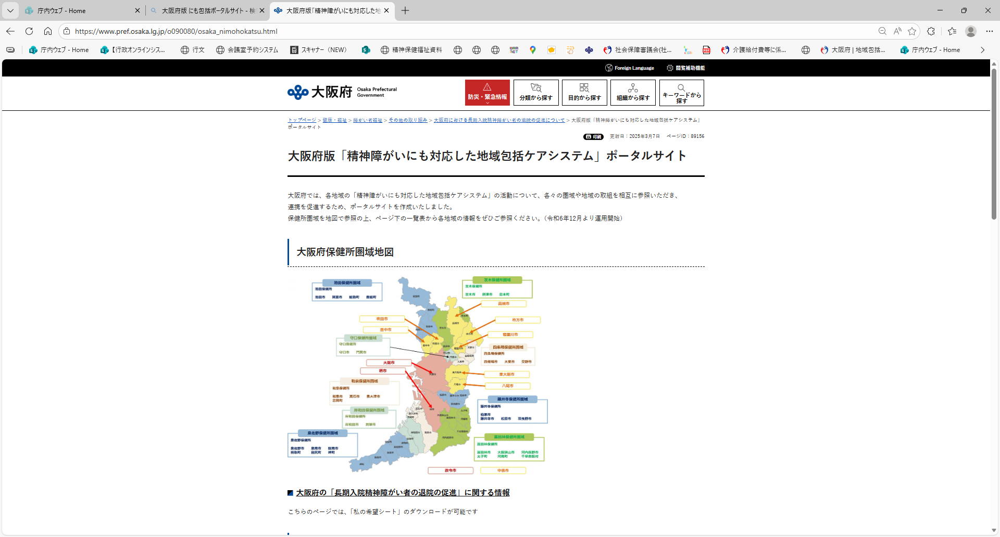 庁内ウェブ - Home
大阪府版 にも包括ポータルサイト - 検
大阪府版「精神障がいにも対応した地
https://www.pref.osaka.lg.jp/o090080/osaka_nimohokatsu.html
庁内ウェブ - Home
【行政オンラインシス...
行文
会議室予約システム
スキャナー（NEW）
精神保健福祉資料
社会保障審議会(社...
介護給付費等に係...
大阪府 | 地域包括...
庁内ウェブ - Home
Foreign Language
閲覧補助機能
大阪府
Osaka Prefectural
Government
防災・緊急情報
分類から探す
目的から探す
組織から探す
キーワードから
探す
トップページ > 健康・福祉 > 障がい者福祉 > その他の取り組み > 大阪府における長期入院精神障がい者の退院の促進について > 大阪府版「精神障がいにも対応した地域包括ケアシステム」
ポータルサイト
印刷
更新日：2025年3月7日
ページID：89156
大阪府版「精神障がいにも対応した地域包括ケアシステム」ポータルサイト
大阪府では、各地域の「精神障がいにも対応した地域包括ケアシステム」の活動について、各々の圏域や地域の取組を相互に参照いただき、
連携を促進するため、ポータルサイトを作成いたしました。
保健所圏域を地図で参照の上、ページ下の一覧表から各地域の情報をぜひご参照ください。（令和6年12月より運用開始）
大阪府保健所圏域地図
池田保健所圏域
池田保健所
池田市 箕面市 能勢町 豊能町
茨木保健所圏域
茨木保健所
茨木市 摂津市 島本町
高槻市
吹田市
枚方市
豊中市
寝屋川市
守口保健所圏域
守口保健所
守口市 門真市
四条畷保健所圏域
四条畷保健所
四條畷市 大東市 交野市
大阪市
堺市
東大阪市
八尾市
和泉保健所圏域
和泉保健所
和泉市 高石市 泉大津市
忠岡町
藤井寺保健所圏域
藤井寺保健所
柏原市
藤井寺市 松原市 羽曳野市
岸和田保健所圏域
岸和田保健所
岸和田市 貝塚市
泉佐野保健所圏域
泉佐野保健所
泉佐野市 泉南市 阪南市
熊取町 田尻町 岬町
富田林保健所圏域
富田林保健所
富田林市 大阪狭山市 河内長野市
太子町 河南町 千早赤阪村
政令市
中核市
大阪府の「長期入院精神障がい者の退院の促進」に関する情報
こちらのページでは、「私の希望シート」のダウンロードが可能です